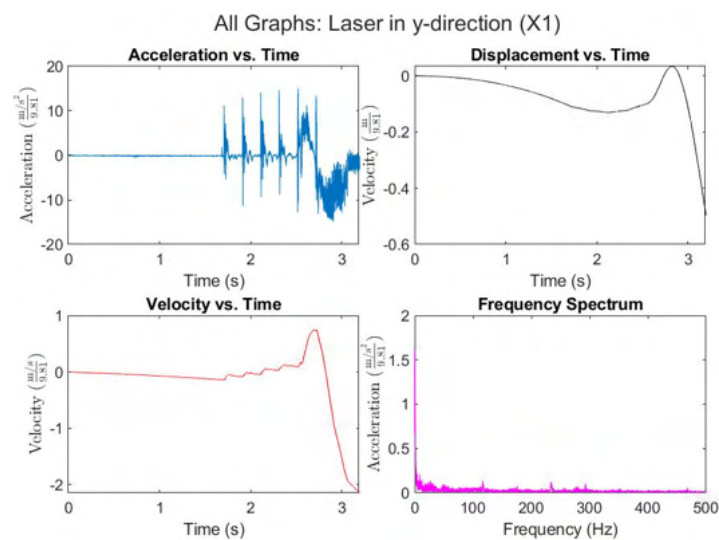 All Graphs: Laser in y-direction (X1)
Acceleration vs. Time
Acceleration (m/s²/9.81)
20
10
0
-10
-20
0 1 2 3
Time (s)
Displacement vs. Time
Velocity (m/9.81)
0
-0.2
-0.4
-0.6
0 1 2 3
Time (s)
Velocity vs. Time
Velocity (m/s/9.81)
1
0
-1
-2
0 1 2 3
Time (s)
Frequency Spectrum
Acceleration (m/s²/9.81)
2
1.5
1
0.5
0
0 100 200 300 400 500
Frequency (Hz)